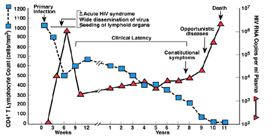 Primary
Infection
± Acute HIV syndrome
Wide dissemination of virus
Seeding of lymphoid organs
Death
Clinical Latency
Opportunistic
diseases
Constitutional
symptoms
CD4+ T Lymphocyte Count (cells/mm³)
HIV RNA Copies per ml Plasma
0 3 6 9 12 1 2 3 4 5 6 7 8 9 10 11
Weeks Years